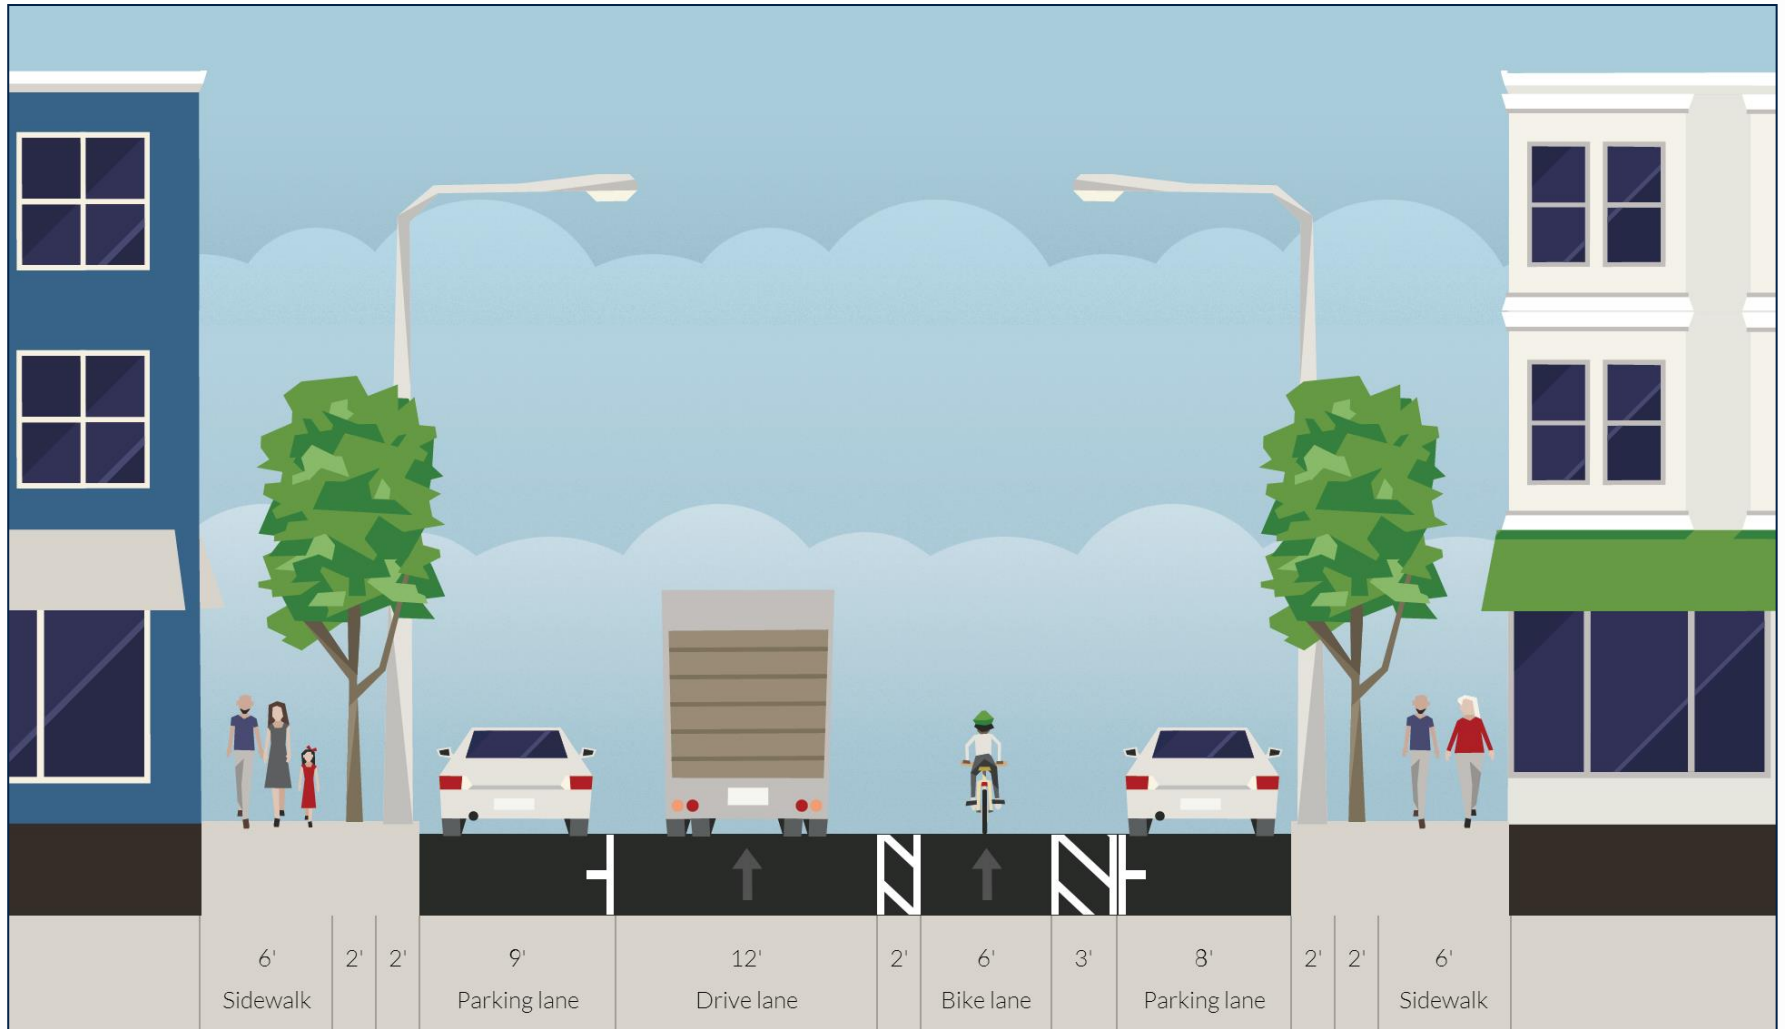 6' 2' 2' 9' 12' 2' 6' 3' 8' 2' 2' 6'
Sidewalk Parking lane Drive lane Bike lane Parking lane Sidewalk